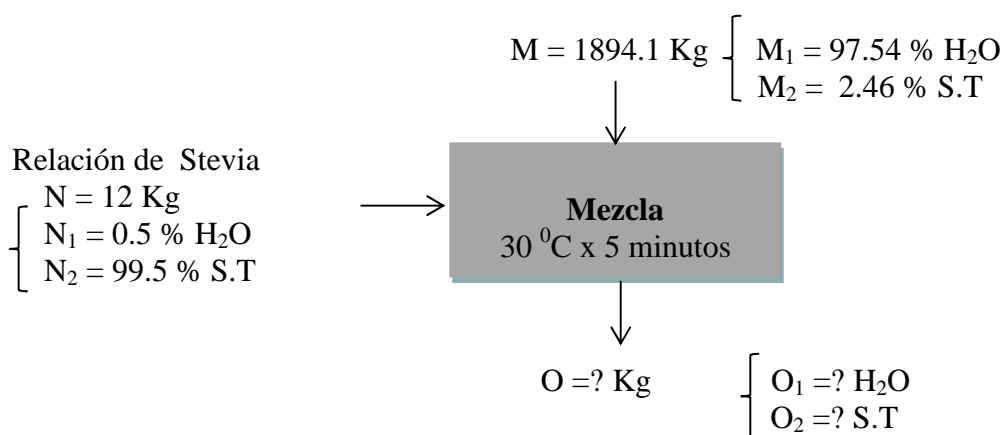 M = 1894.1 Kg
M₁ = 97.54 % H₂O
M₂ = 2.46 % S.T
Relación de Stevia
N = 12 Kg
N₁ = 0.5 % H₂O
N₂ = 99.5 % S.T
Mezcla
30 ⁰C x 5 minutos
O =? Kg
O₁ =? H₂O
O₂ =? S.T